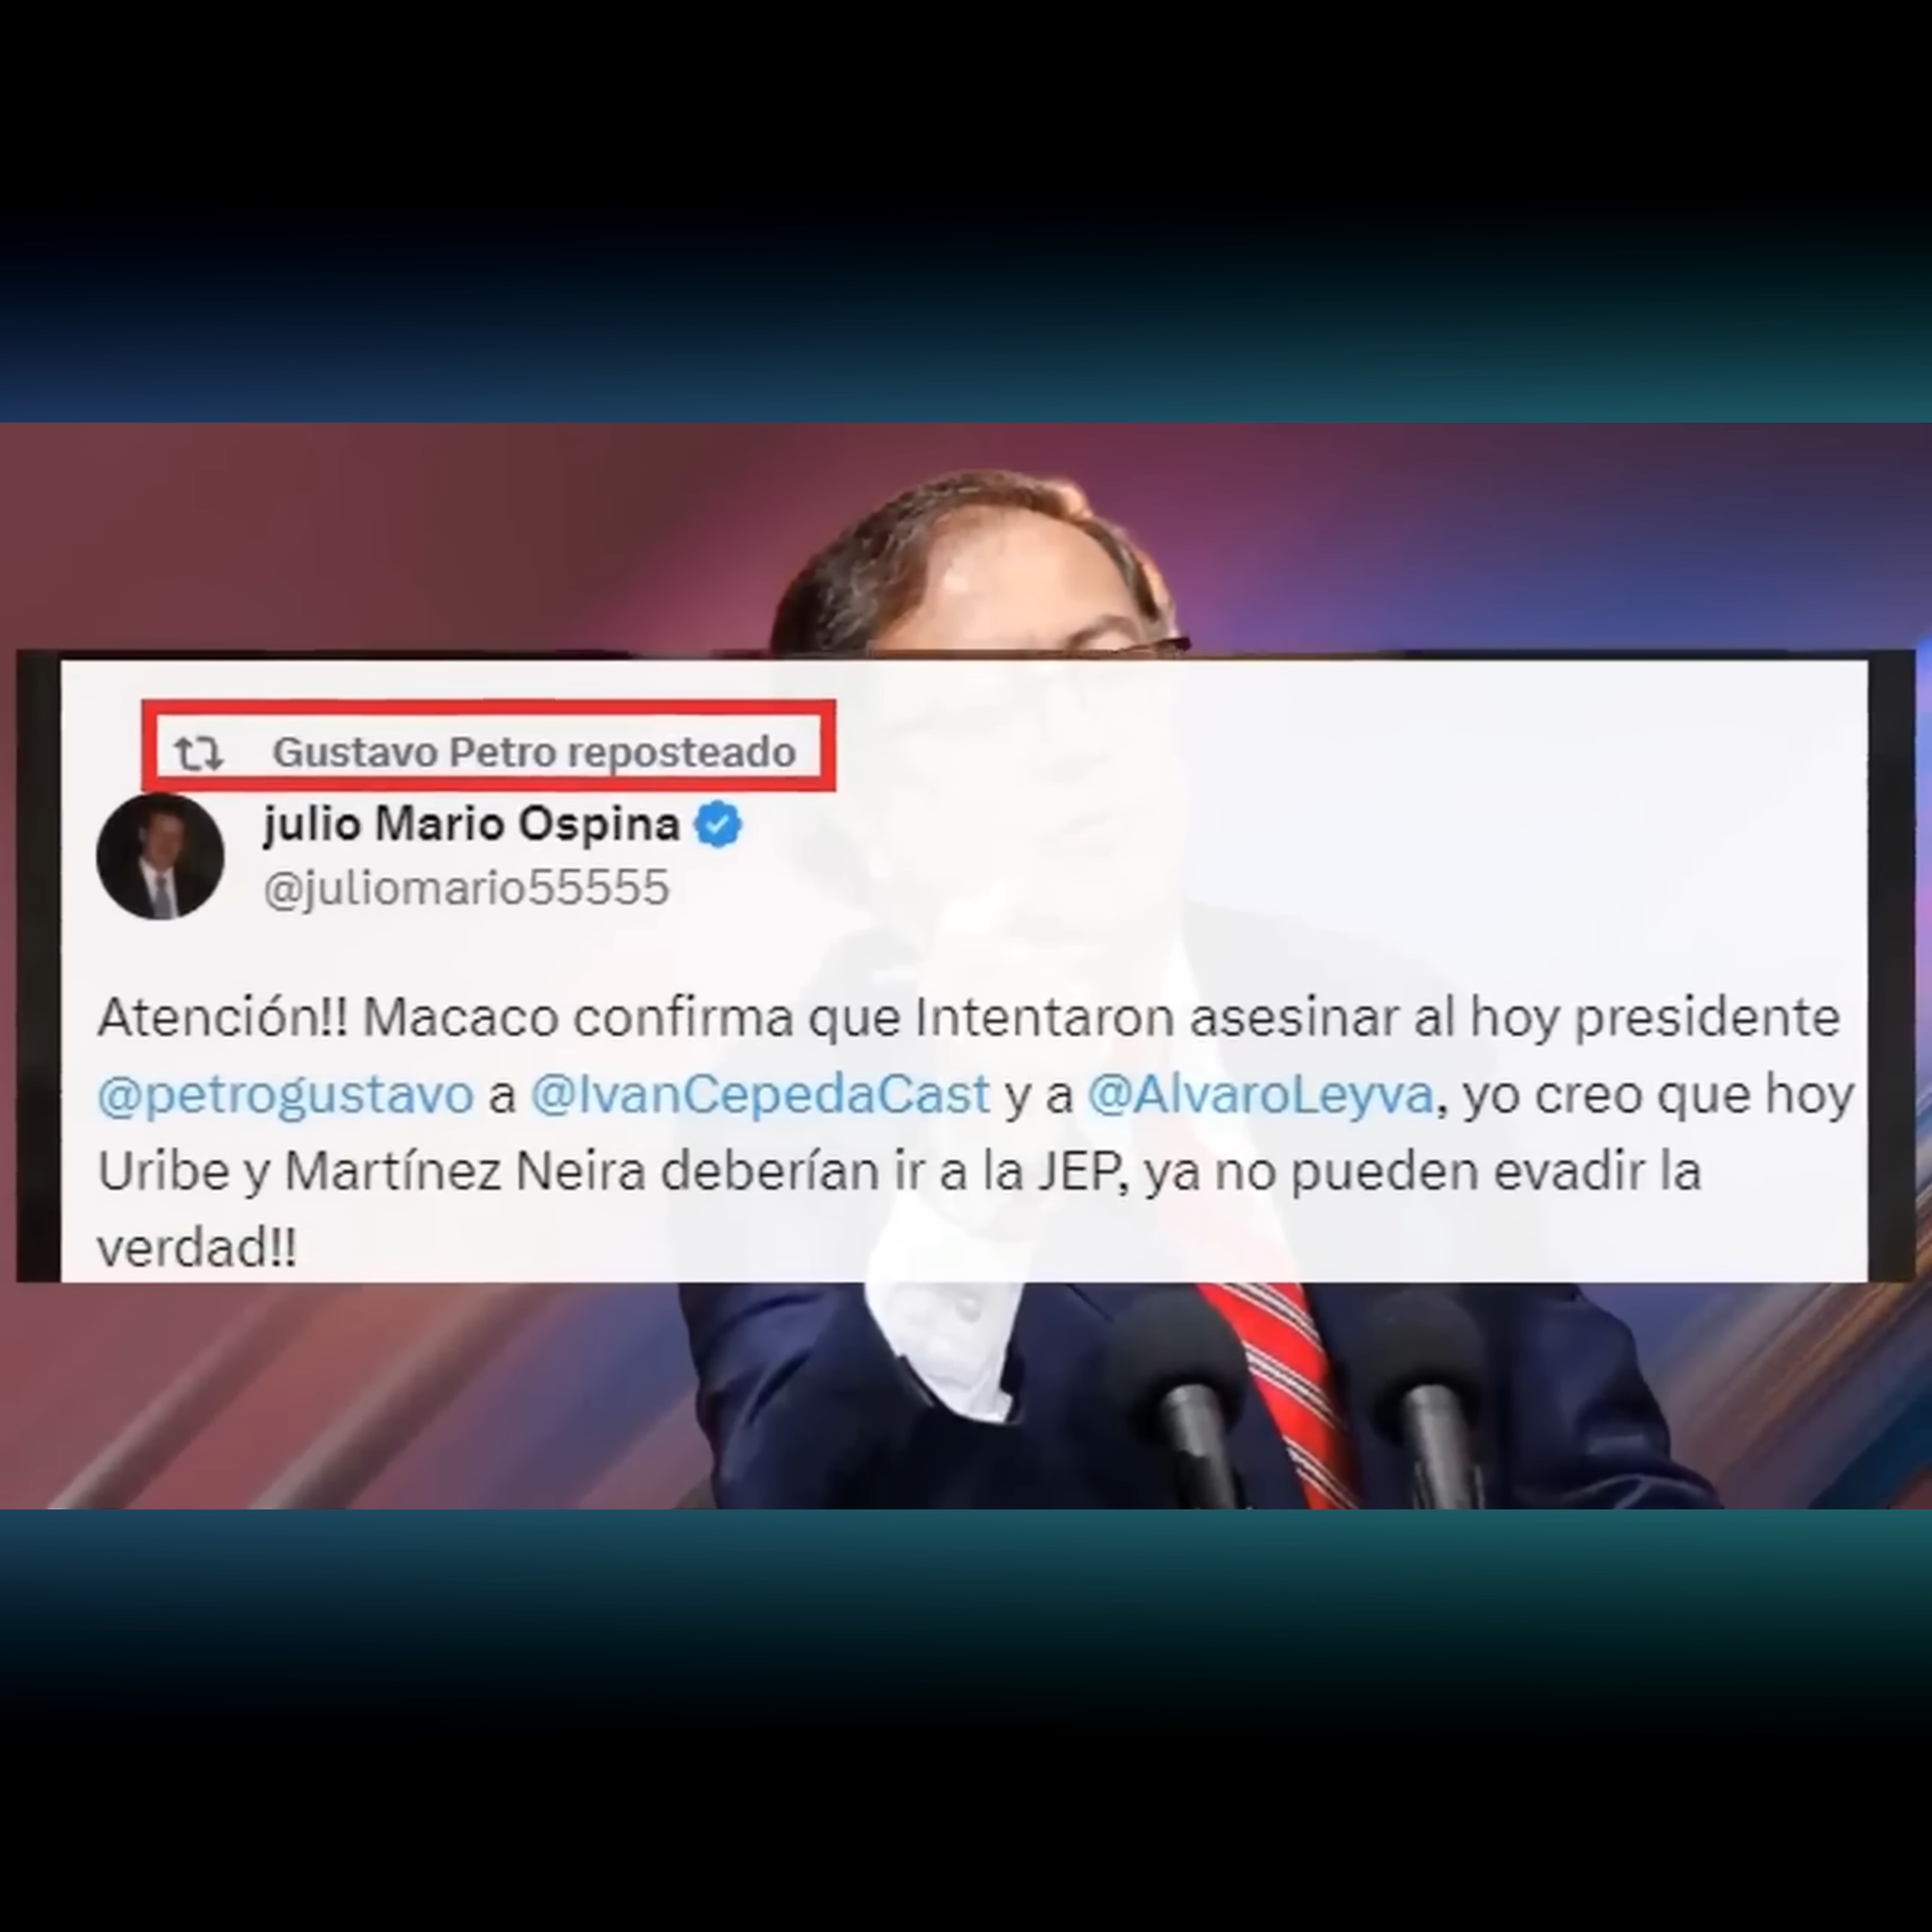 Gustavo Petro reposteado
julio Mario Ospina
@juliomario55555
Atención!! Macaco confirma que Intentaron asesinar al hoy presidente
@petrogustavo a @IvanCepedaCast y a @AlvaroLeyva, yo creo que hoy
Uribe y Martínez Neira deberían ir a la JEP, ya no pueden evadir la
verdad!!